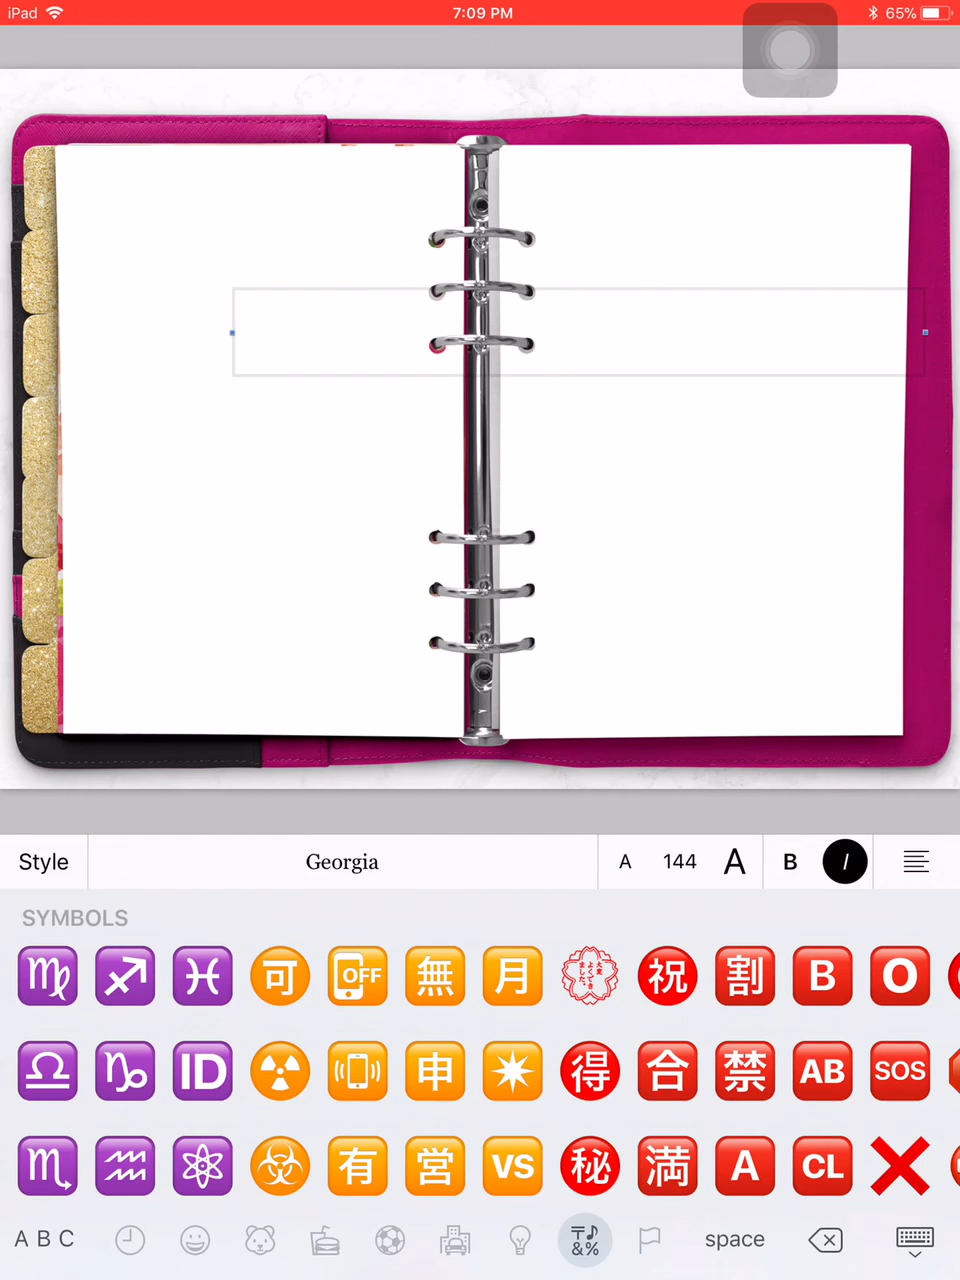 iPad 7:09 PM 65%
Style Georgia A 144 A B I
SYMBOLS
♍ ♐ ♓ 可 OFF 無 月 祝 割 B O
♎ ♑ ID 申 得 合 禁 AB SOS
♏ ♒ 有 営 VS 秘 満 A CL
A B C 〒♪&% space